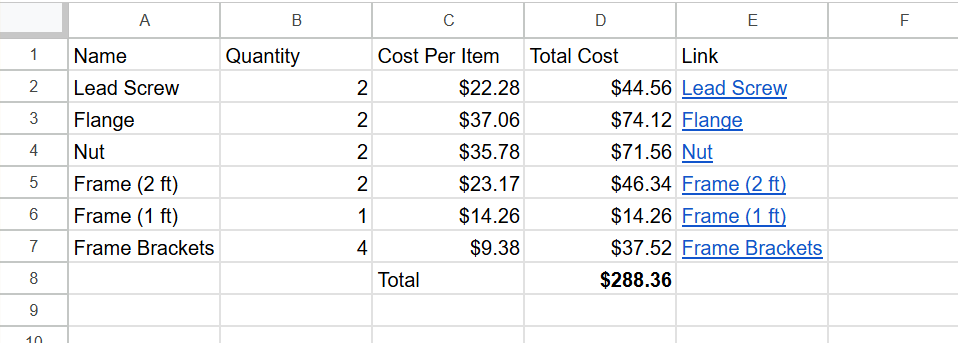 A B C D E F
1 Name Quantity Cost Per Item Total Cost Link
2 Lead Screw 2 $22.28 $44.56 Lead Screw
3 Flange 2 $37.06 $74.12 Flange
4 Nut 2 $35.78 $71.56 Nut
5 Frame (2 ft) 2 $23.17 $46.34 Frame (2 ft)
6 Frame (1 ft) 1 $14.26 $14.26 Frame (1 ft)
7 Frame Brackets 4 $9.38 $37.52 Frame Brackets
8 Total $288.36
9
10